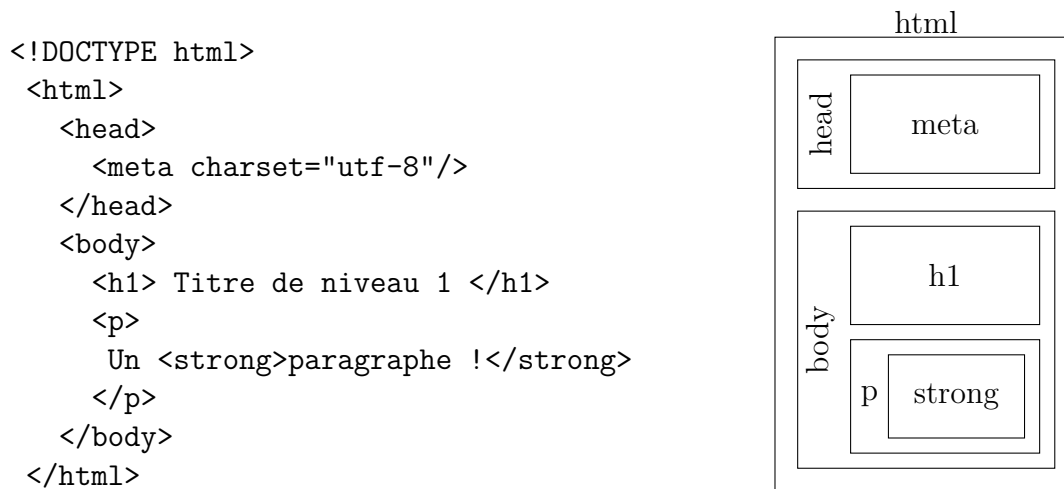 <!DOCTYPE html>
<html>
<head>
<meta charset="utf-8"/>
</head>
<body>
<h1> Titre de niveau 1 </h1>
<p>
Un <strong>paragraphe !</strong>
</p>
</body>
</html>
html
head
meta
body
h1
p
strong